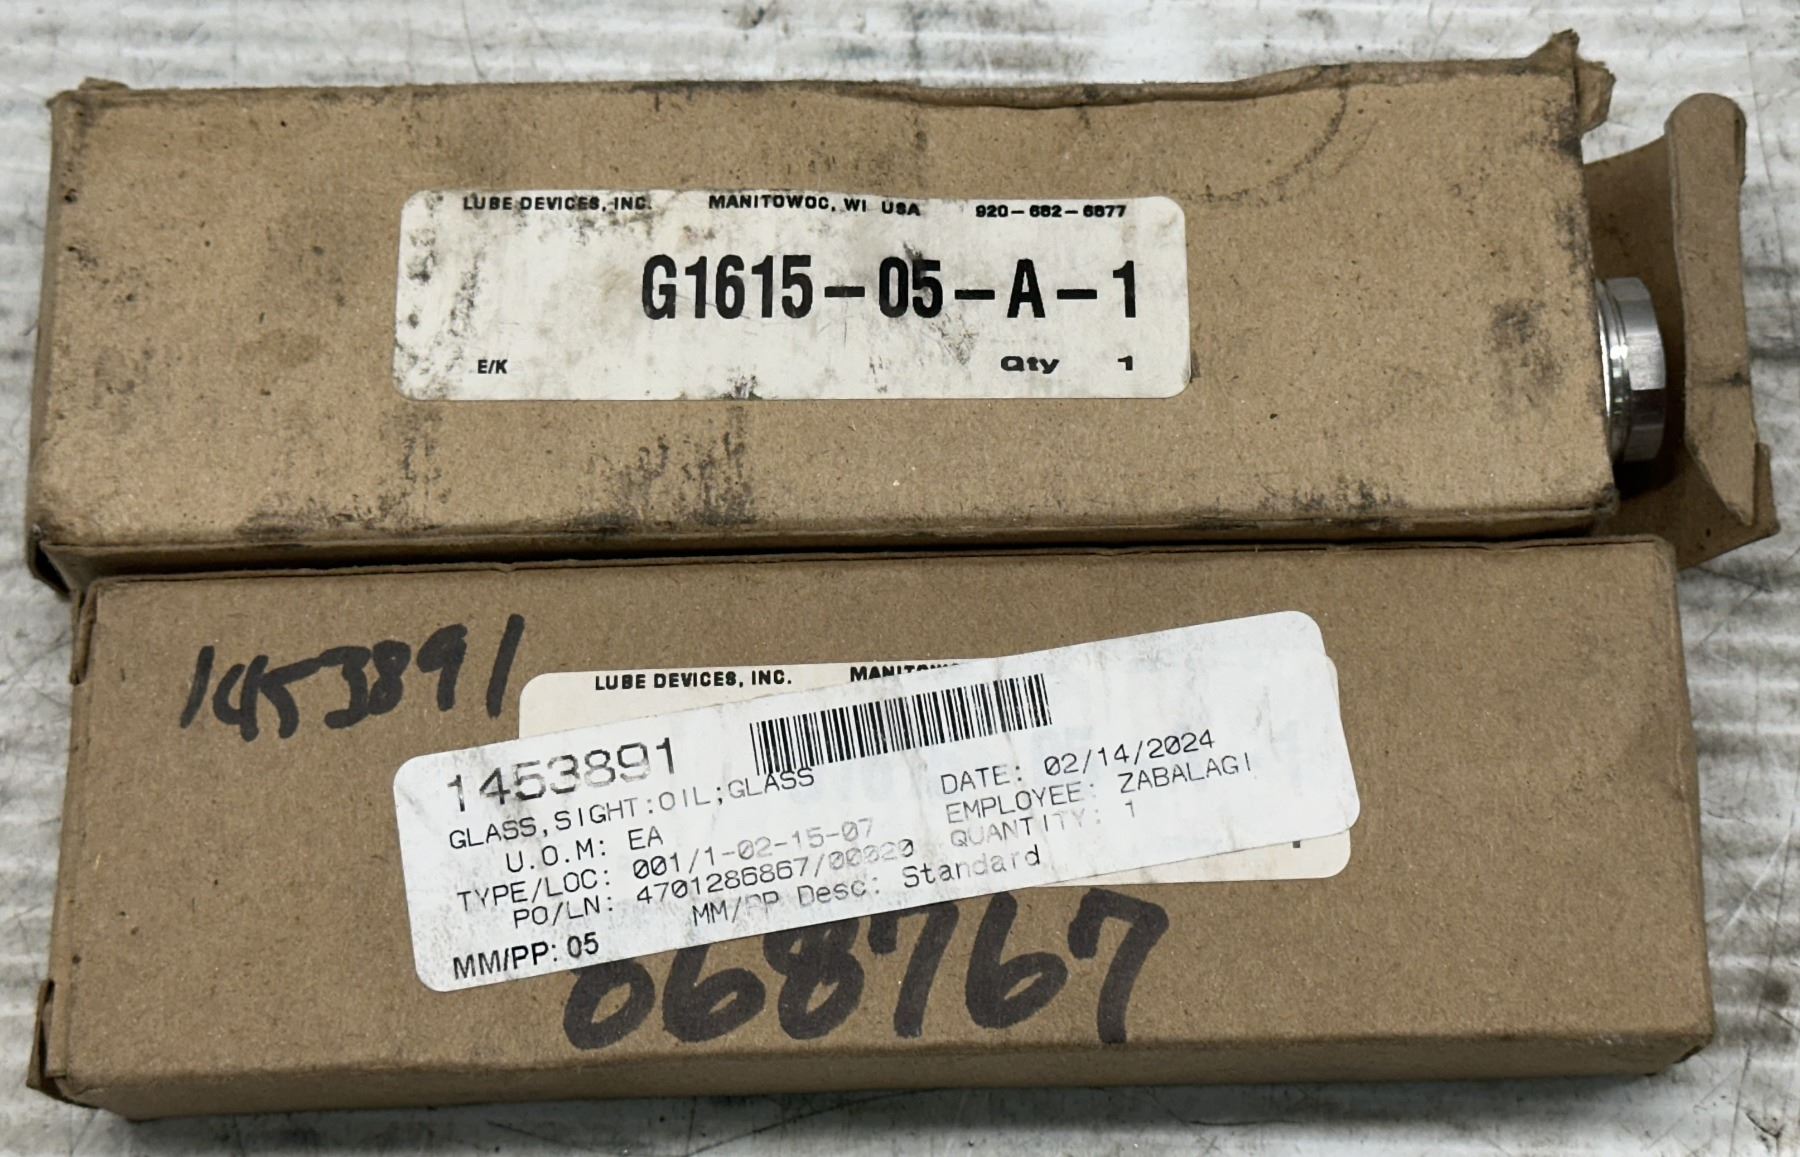 LUBE DEVICES, INC. MANITOWOC, WI USA 920-682-6877
G1615-05-A-1
E/K Qty 1
1453891
LUBE DEVICES, INC.
1453891
GLASS,SIGHT:OIL;GLASS
DATE: 02/14/2024
U.O.M: EA
EMPLOYEE: ZABALAGI
TYPE/LOC: 001/1-02-15-07
QUANTITY: 1
PO/LN: 4701286867/00020
MM/PP Desc: Standard
MM/PP: 05
868767